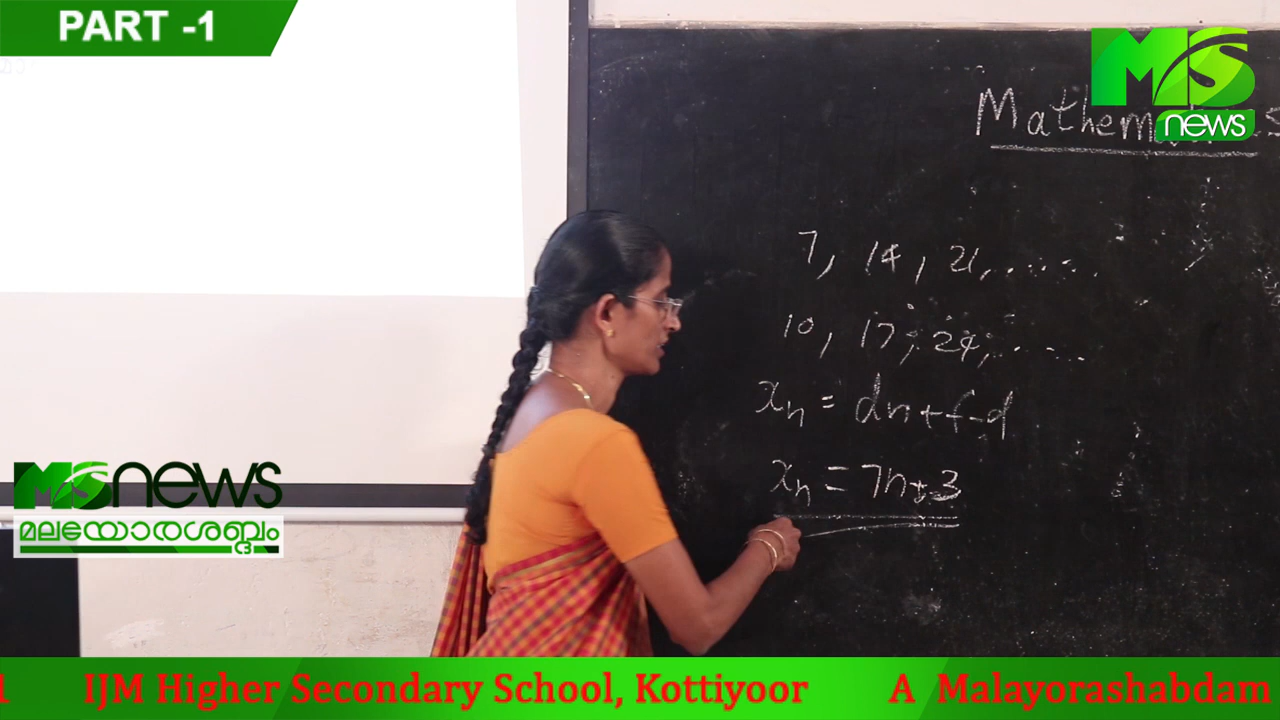 PART -1
MS
news
Mathem
7, 14, 21, .....
10, 17, 24, .....
xn = dn+f-d
xn = 7n+3
MS news
മലയോരശബ്ദം
IJM Higher Secondary School, Kottiyoor A Malayorashabdam